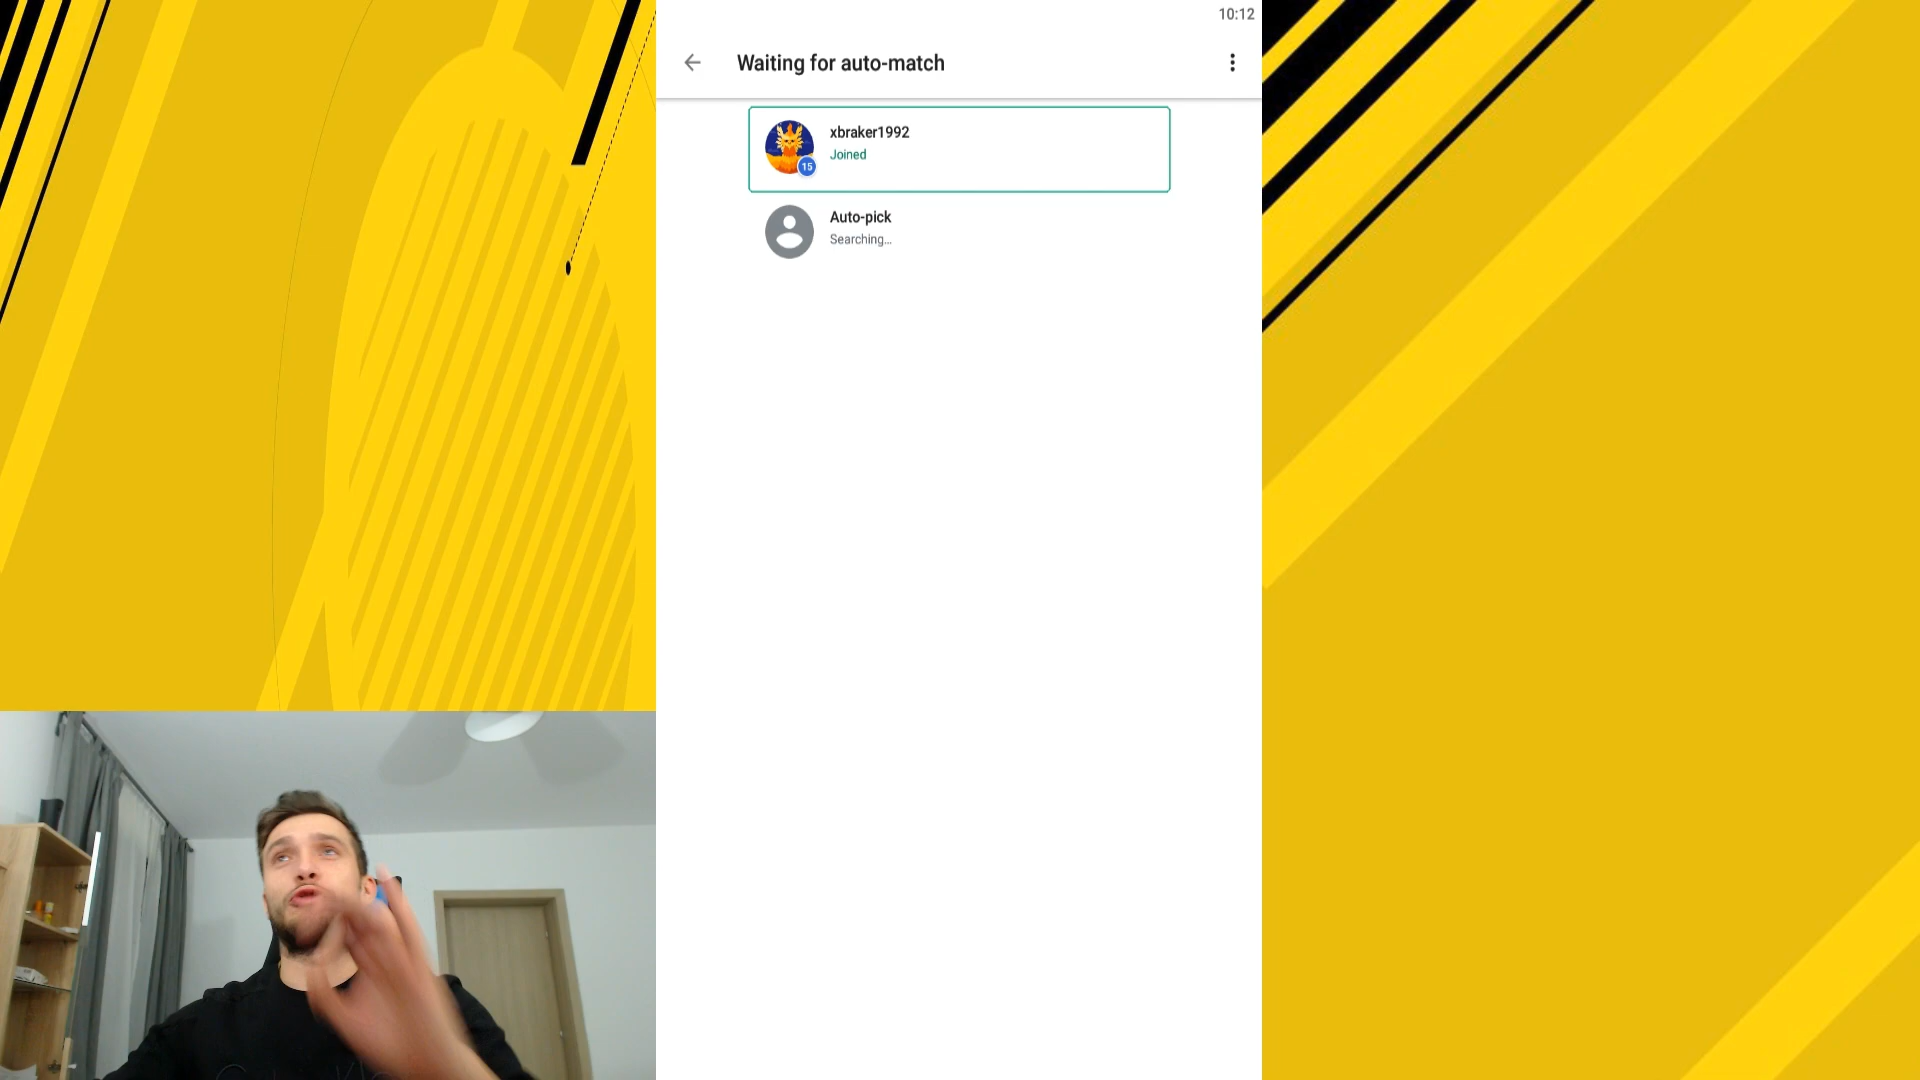 10:12
Waiting for auto-match
xbraker1992
Joined
15
Auto-pick
Searching...